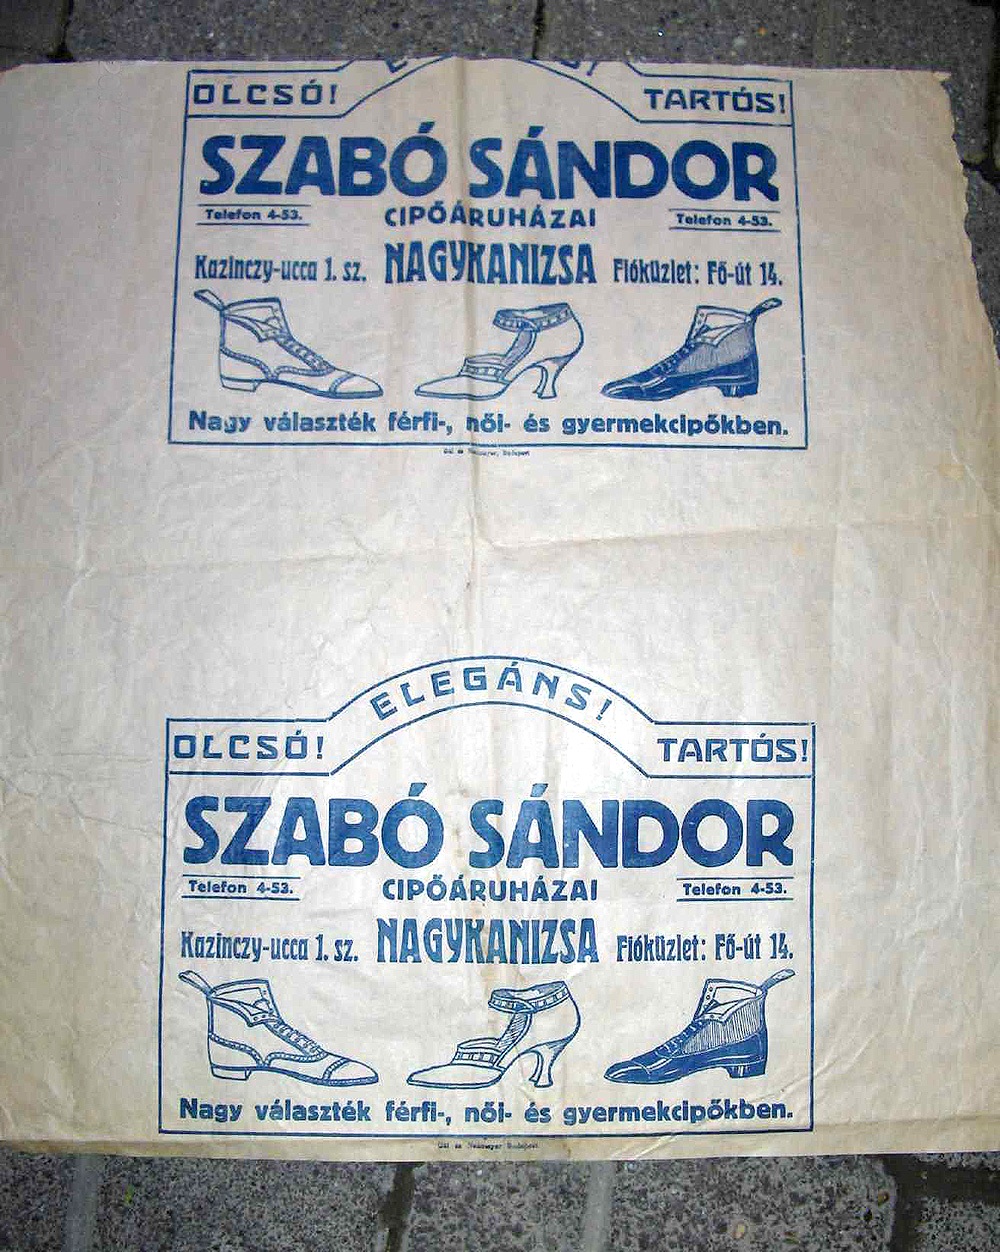 OLCSÓ! TARTÓS!
SZABÓ SÁNDOR
Telefon 4-53. CIPŐÁRUHÁZAI Telefon 4-53.
Kazinczy-ucca 1. sz. NAGYKANIZSA Fióküzlet: Fő-út 14.
Nagy választék férfi-, női- és gyermekcipőkben.
ELEGÁNS!
OLCSÓ! TARTÓS!
SZABÓ SÁNDOR
Telefon 4-53. CIPŐÁRUHÁZAI Telefon 4-53.
Kazinczy-ucca 1. sz. NAGYKANIZSA Fióküzlet: Fő-út 14.
Nagy választék férfi-, női- és gyermekcipőkben.